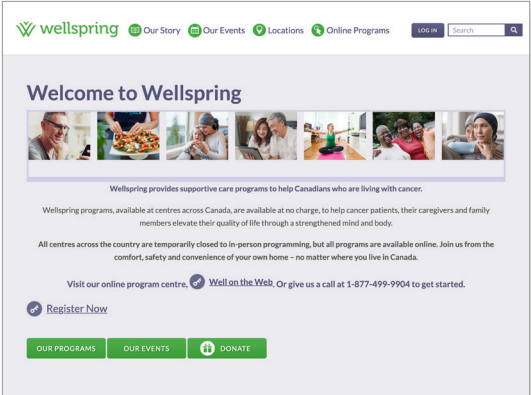 wellspring Our Story Our Events Locations Online Programs LOG IN Search
Welcome to Wellspring
Wellspring provides supportive care programs to help Canadians who are living with cancer.
Wellspring programs, available at centres across Canada, are available at no charge, to help cancer patients, their caregivers and family
members elevate their quality of life through a strengthened mind and body.
All centres across the country are temporarily closed to in-person programming, but all programs are available online. Join us from the
comfort, safety and convenience of your own home – no matter where you live in Canada.
Visit our online program centre, Well on the Web. Or give us a call at 1-877-499-9904 to get started.
Register Now
OUR PROGRAMS OUR EVENTS DONATE